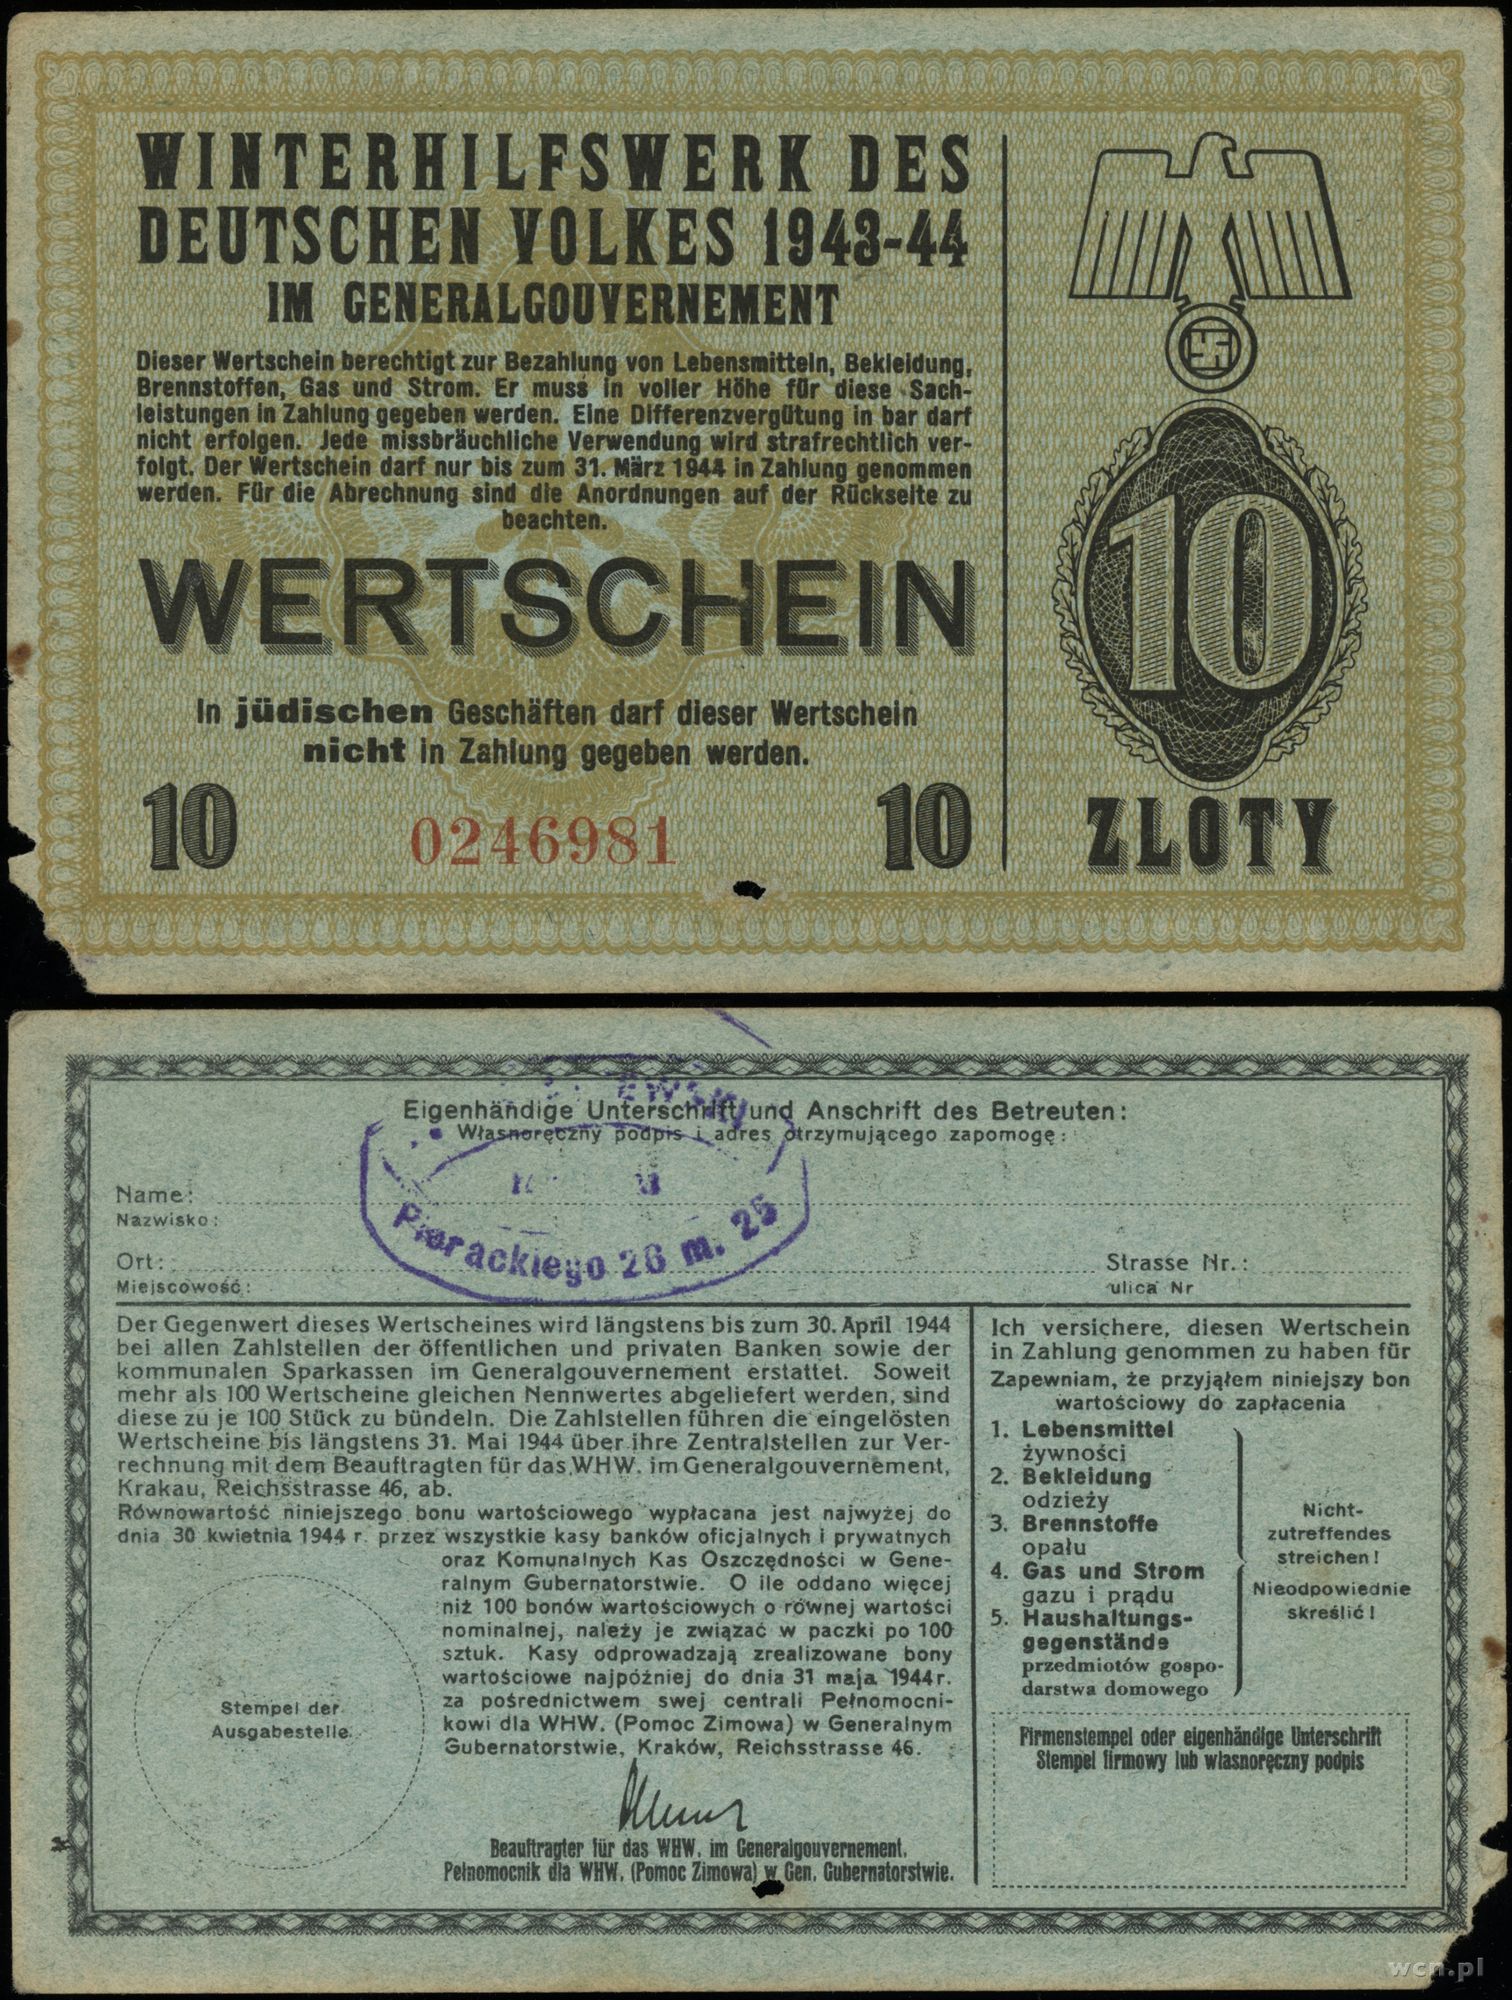 WINTERHILFSWERK DES
DEUTSCHEN VOLKES 1943-44
IM GENERALGOUVERNEMENT
Dieser Wertschein berechtigt zur Bezahlung von Lebensmitteln, Bekleidung,
Brennstoffen, Gas und Strom. Er muss in voller Höhe für diese Sach-
leistungen in Zahlung gegeben werden. Eine Differenzvergütung in bar darf
nicht erfolgen. Jede missbräuchliche Verwendung wird strafrechtlich ver-
folgt. Der Wertschein darf nur bis zum 31. März 1944 in Zahlung genommen
werden. Für die Abrechnung sind die Anordnungen auf der Rückseite zu
beachten.
WERTSCHEIN
In jüdischen Geschäften darf dieser Wertschein
nicht in Zahlung gegeben werden.
10 0246981 10
10
ZLOTY
Eigenhändige Unterschrift und Anschrift des Betreuten:
Własnoręczny podpis i adres otrzymującego zapomogę:
Name:
Nazwisko:
Pierackiego 26 m. 25
Ort:
Miejscowość:
Strasse Nr.:
ulica Nr
Der Gegenwert dieses Wertscheines wird längstens bis zum 30. April 1944
bei allen Zahlstellen der öffentlichen und privaten Banken sowie der
kommunalen Sparkassen im Generalgouvernement erstattet. Soweit
mehr als 100 Wertscheine gleichen Nennwertes abgeliefert werden, sind
diese zu je 100 Stück zu bündeln. Die Zahlstellen führen die eingelösten
Wertscheine bis längstens 31. Mai 1944 über ihre Zentralstellen zur Ver-
rechnung mit dem Beauftragten für das WHW. im Generalgouvernement,
Krakau, Reichsstrasse 46, ab.
Równowartość niniejszego bonu wartościowego wypłacana jest najwyżej do
dnia 30 kwietnia 1944 r. przez wszystkie kasy banków oficjalnych i prywatnych
oraz Komunalnych Kas Oszczędności w Gene-
ralnym Gubernatorstwie. O ile oddano więcej
niż 100 bonów wartościowych o równej wartości
nominalnej, należy je związać w paczki po 100
sztuk. Kasy odprowadzają zrealizowane bony
wartościowe najpóźniej do dnia 31 maja 1944 r.
za pośrednictwem swej centrali Pełnomocni-
kowi dla WHW. (Pomoc Zimowa) w Generalnym
Gubernatorstwie, Kraków, Reichsstrasse 46.
Stempel der
Ausgabestelle
Beauftragter für das WHW. im Generalgouvernement.
Pełnomocnik dla WHW. (Pomoc Zimowa) w Gen. Gubernatorstwie.
Ich versichere, diesen Wertschein
in Zahlung genommen zu haben für
Zapewniam, że przyjąłem niniejszy bon
wartościowy do zapłacenia
1. Lebensmittel
żywności
2. Bekleidung
odzieży
3. Brennstoffe
opału
4. Gas und Strom
gazu i prądu
5. Haushaltungs-
gegenstände
przedmiotów gospo-
darstwa domowego
Nicht-
zutreffendes
streichen!
Nieodpowiednie
skreślić!
Firmenstempel oder eigenhändige Unterschrift
Stempel firmowy lub własnoręczny podpis
wcn.pl